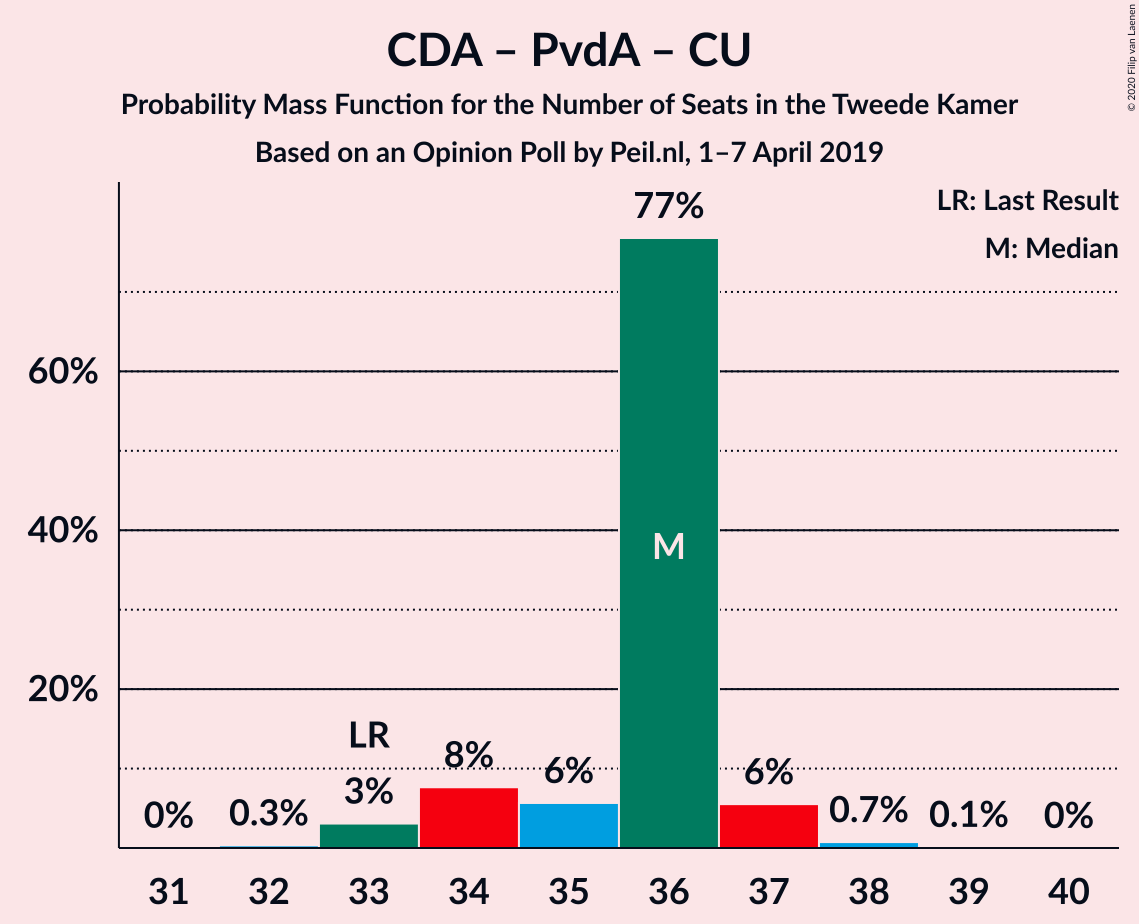 CDA – PvdA – CU
Probability Mass Function for the Number of Seats in the Tweede Kamer
Based on an Opinion Poll by Peil.nl, 1–7 April 2019
© 2020 Filip van Laenen
LR: Last Result
M: Median
77%
60%
40%
20%
M
LR
0%
0.3%
3%
8%
6%
6%
0.7%
0.1%
0%
31 32 33 34 35 36 37 38 39 40